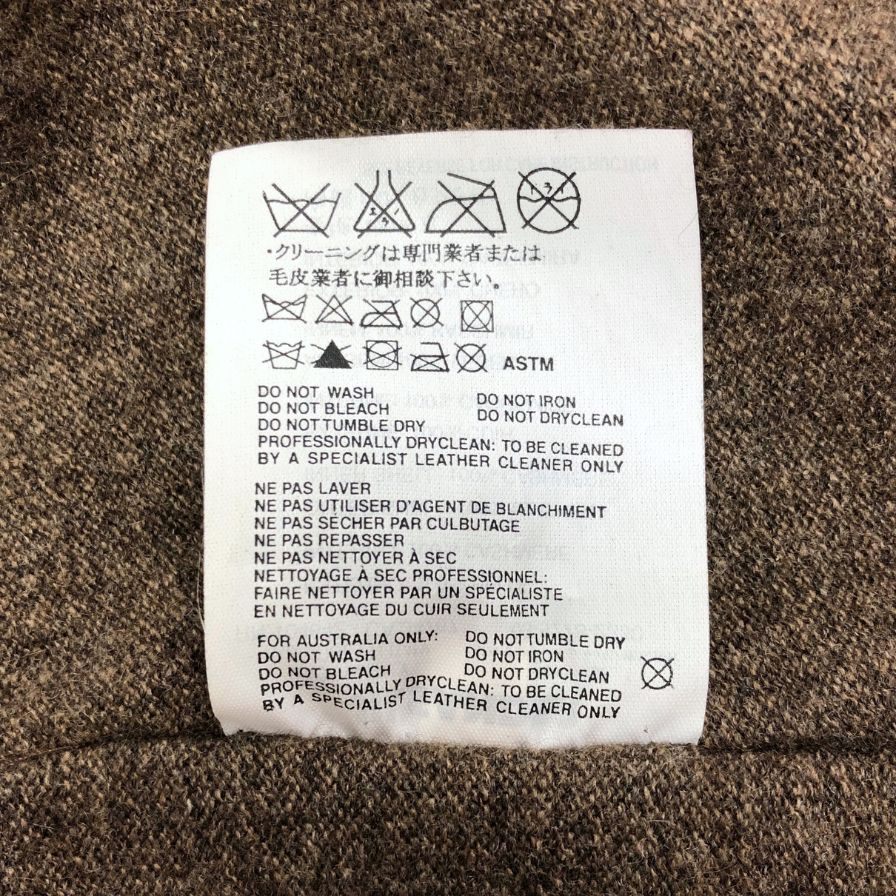 エンソ
・クリーニングは専門業者または
毛皮業者に御相談下さい。
ASTM
DO NOT WASH DO NOT IRON
DO NOT BLEACH DO NOT DRYCLEAN
DO NOT TUMBLE DRY
PROFESSIONALLY DRYCLEAN: TO BE CLEANED
BY A SPECIALIST LEATHER CLEANER ONLY
NE PAS LAVER
NE PAS UTILISER D'AGENT DE BLANCHIMENT
NE PAS SÉCHER PAR CULBUTAGE
NE PAS REPASSER
NE PAS NETTOYER À SEC
NETTOYAGE À SEC PROFESSIONNEL:
FAIRE NETTOYER PAR UN SPÉCIALISTE
EN NETTOYAGE DU CUIR SEULEMENT
FOR AUSTRALIA ONLY: DO NOT TUMBLE DRY
DO NOT WASH DO NOT IRON
DO NOT BLEACH DO NOT DRYCLEAN
PROFESSIONALLY DRYCLEAN: TO BE CLEANED
BY A SPECIALIST LEATHER CLEANER ONLY